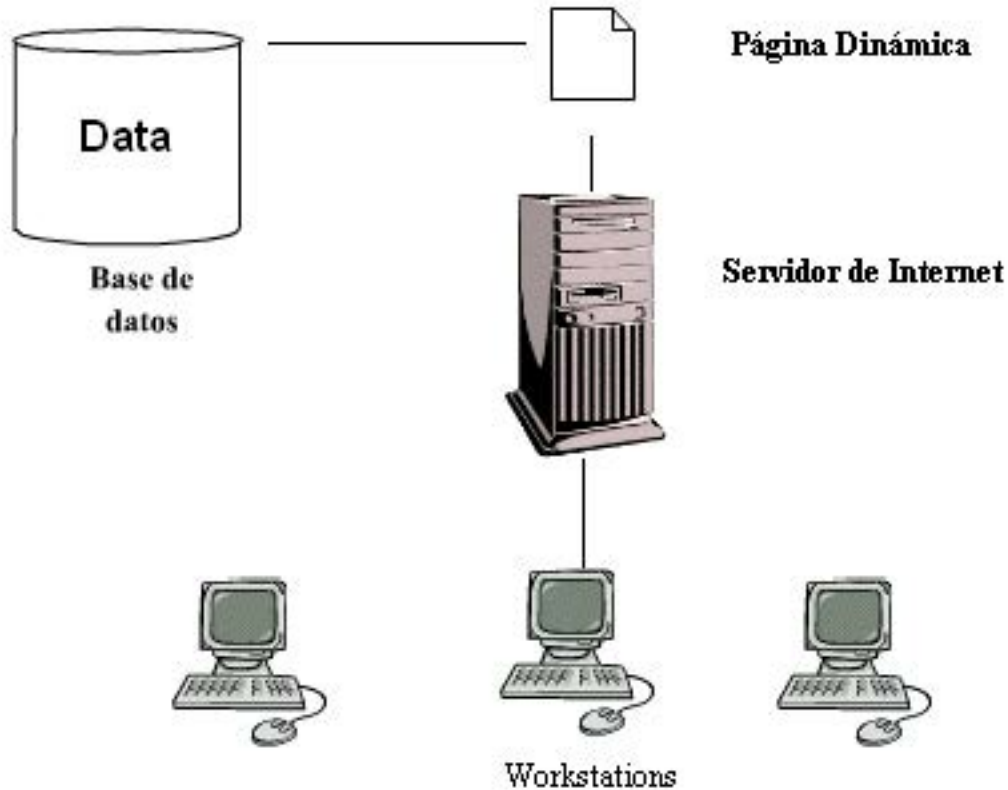 Página Dinámica
Data
Servidor de Internet
Base de
datos
Workstations